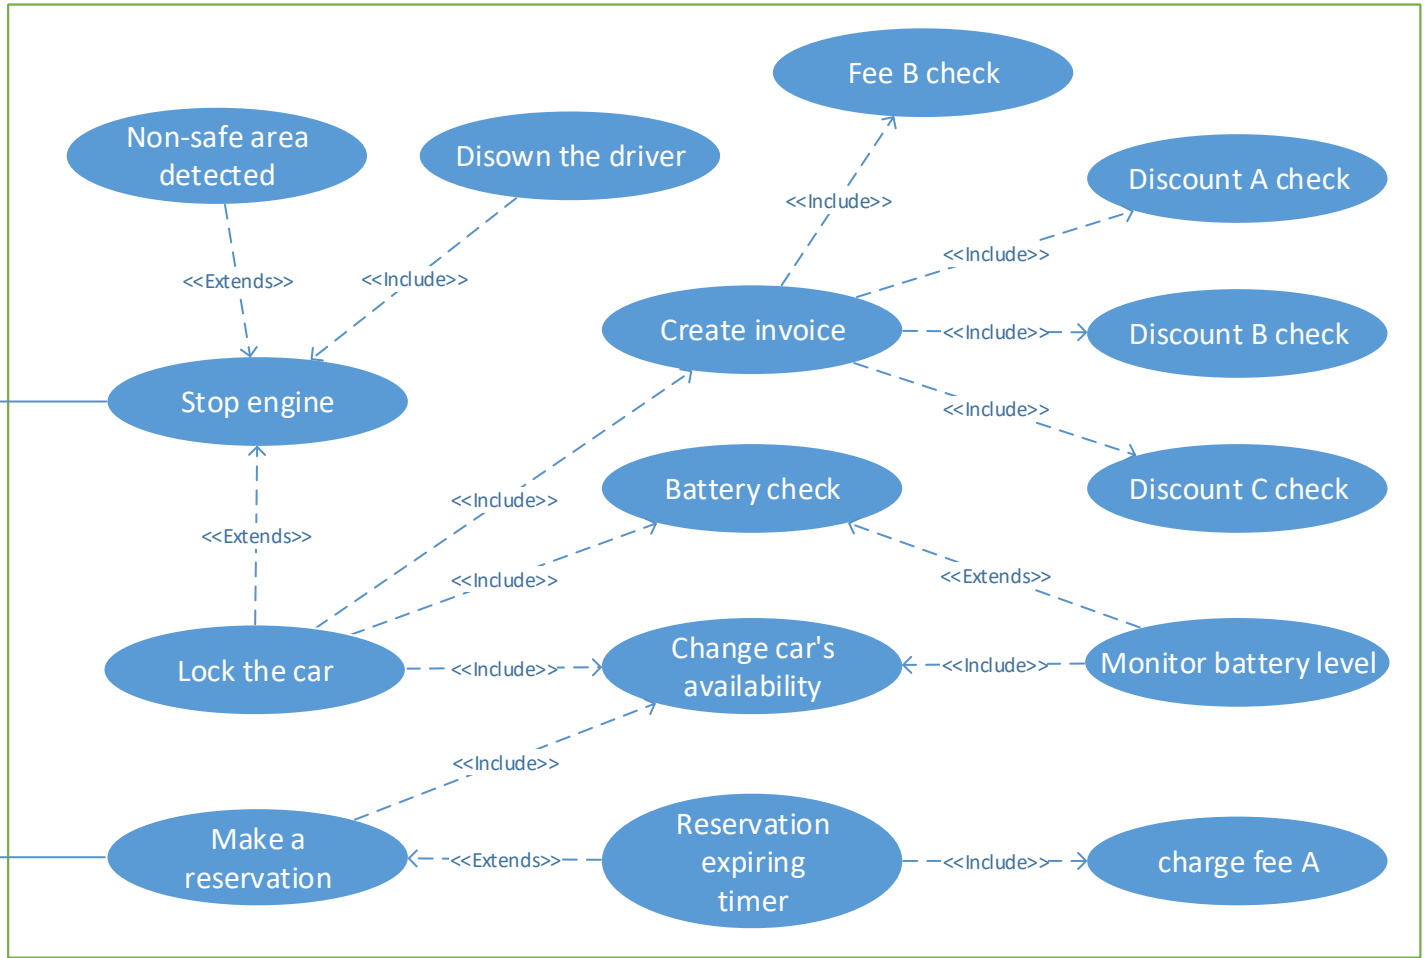 Fee B check
Non-safe area
detected
Disown the driver
Discount A check
<<Include>>
<<Include>>
<<Extends>>
<<Include>>
Create invoice
<<Include>>
Discount B check
Stop engine
<<Include>>
<<Include>>
Battery check
Discount C check
<<Extends>>
<<Include>>
<<Extends>>
Lock the car
<<Include>>
Change car's
availability
<<Include>>
Monitor battery level
<<Include>>
Make a
reservation
<<Extends>>
Reservation
expiring
timer
<<Include>>
charge fee A